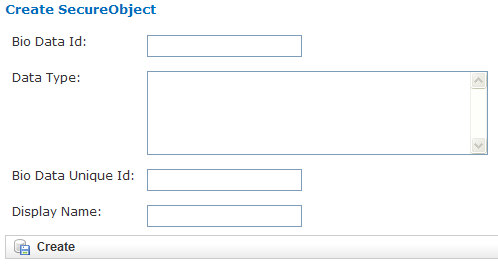 Create SecureObject
Bio Data Id:
Data Type:
Bio Data Unique Id:
Display Name:
Create